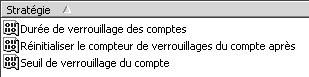 Stratégie
Durée de verrouillage des comptes
Réinitialiser le compteur de verrouillages du compte après
Seuil de verrouillage du compte